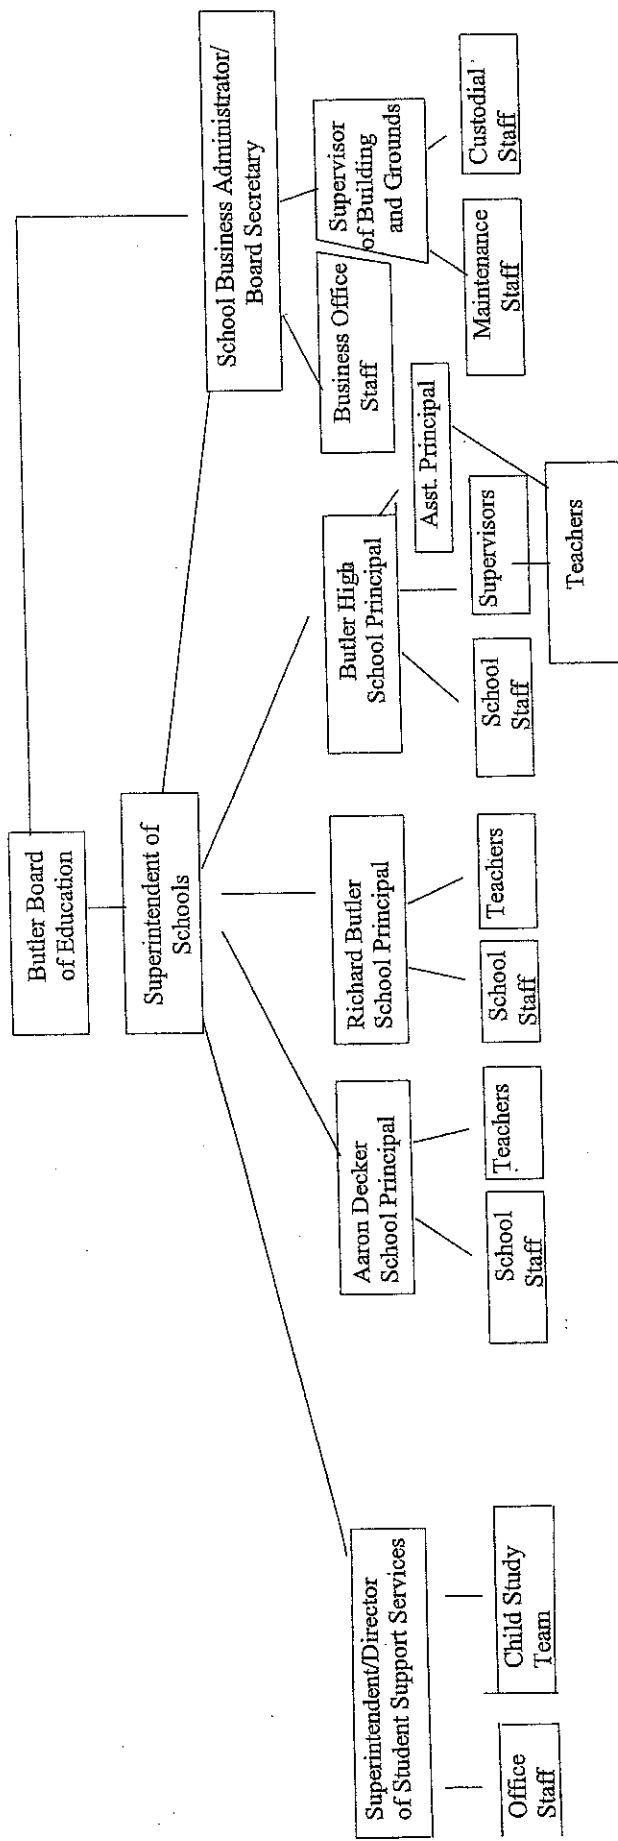 Butler Board
of Education
Superintendent of
Schools
School Business Administrator/
Board Secretary
Superintendent/Director
of Student Support Services
Aaron Decker
School Principal
Richard Butler
School Principal
Butler High
School Principal
Business Office
Staff
Supervisor
of Building
and Grounds
Asst. Principal
Office
Staff
Child Study
Team
School
Staff
Teachers
School
Staff
Teachers
School
Staff
Supervisors
Maintenance
Staff
Custodial
Staff
Teachers